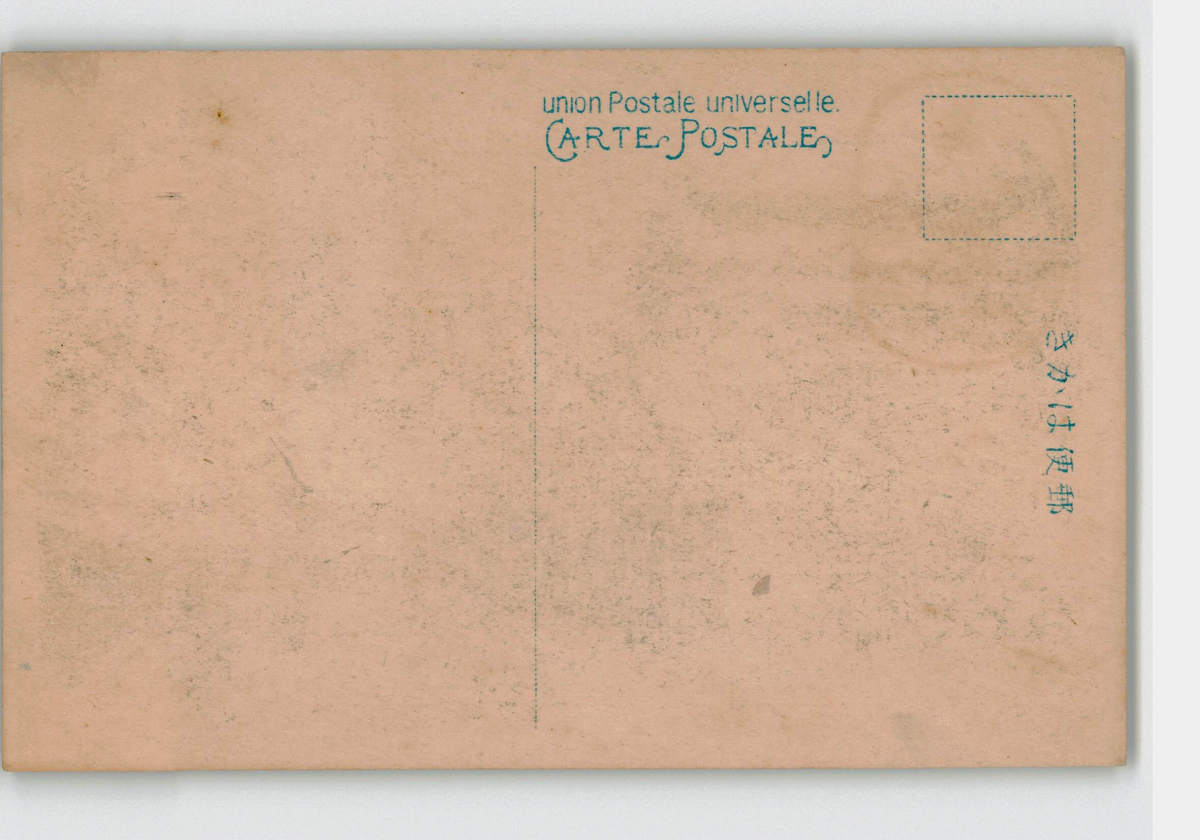 union Postale universelle.
CARTE POSTALE
きかは便郵